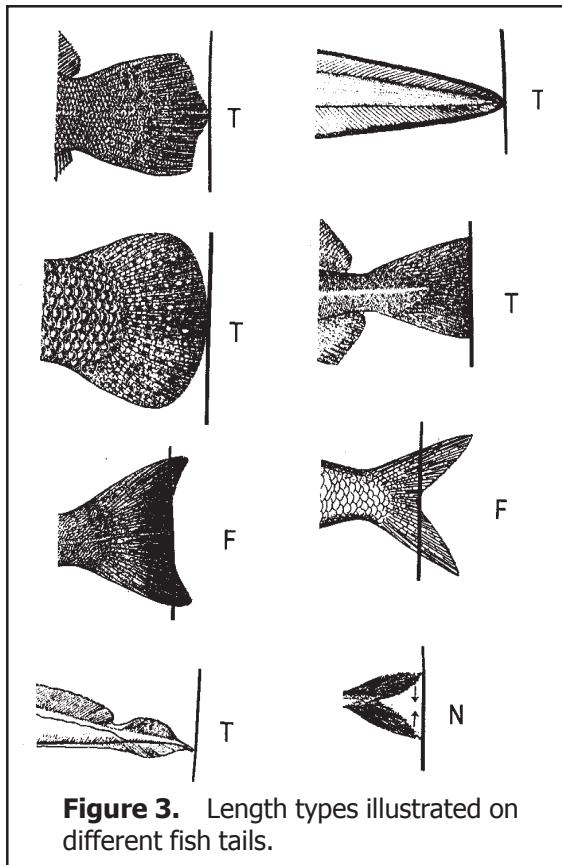 T T
T T
F F
T N
Figure 3. Length types illustrated on
different fish tails.